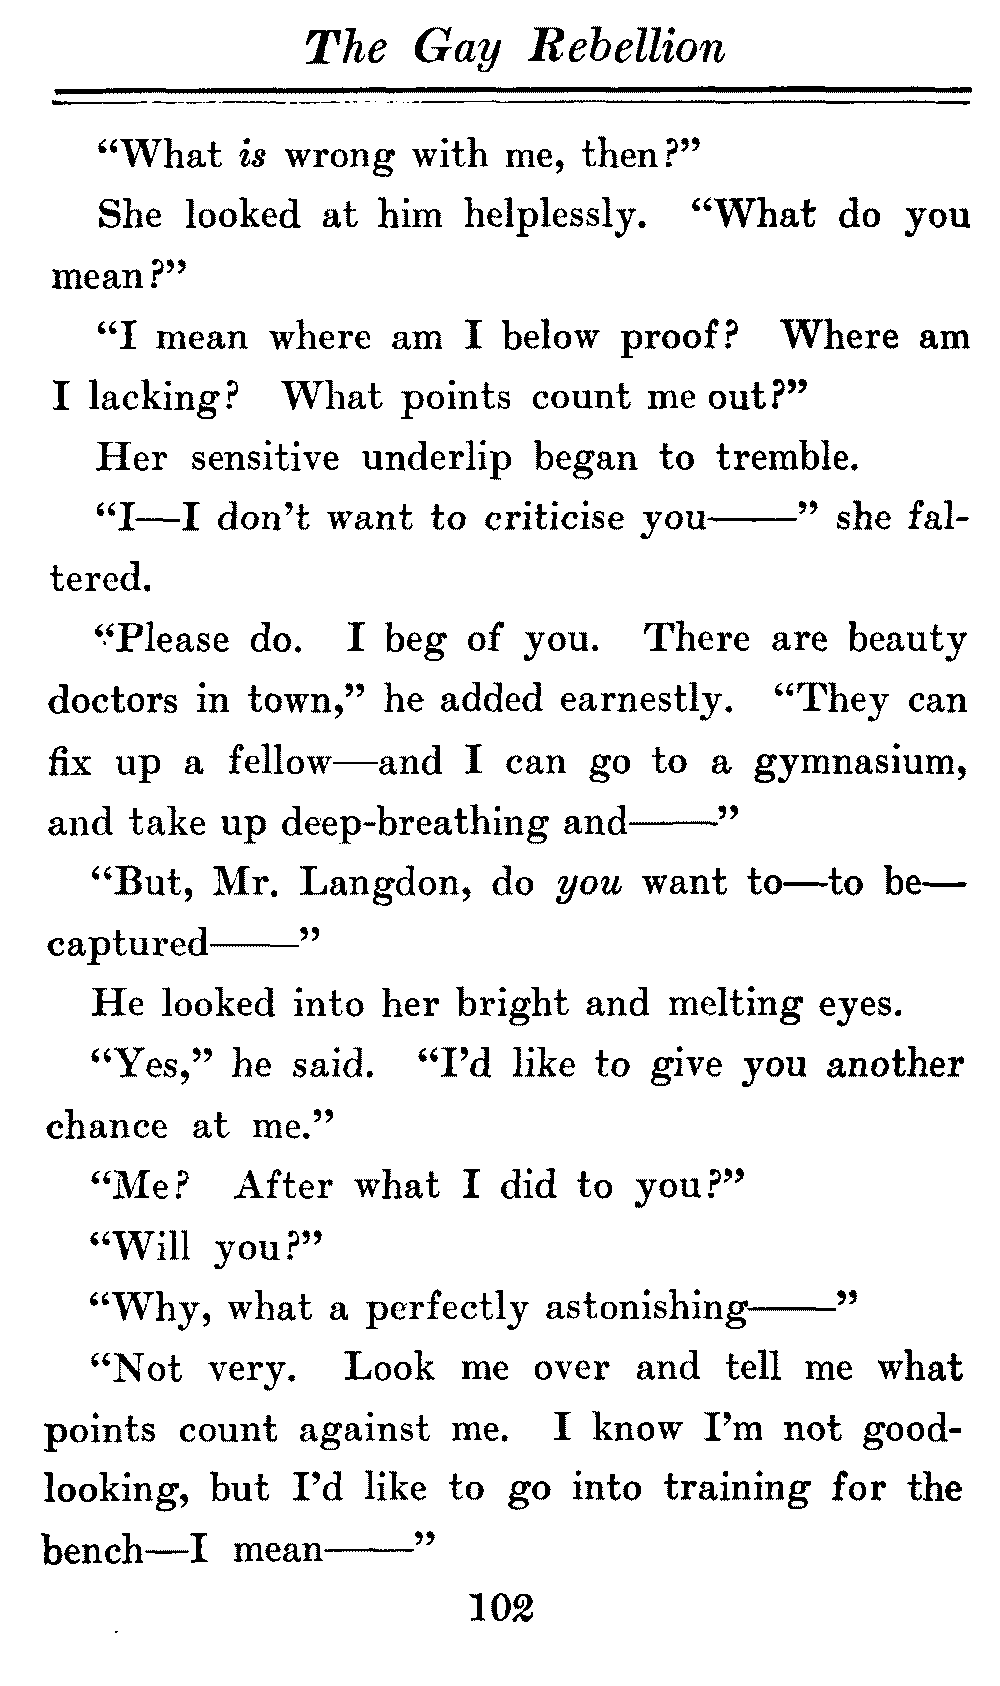 The Gay Rebellion
“What is wrong with me, then?”
She looked at him helplessly. “What do you
mean?”
“I mean where am I below proof? Where am
I lacking? What points count me out?”
Her sensitive underlip began to tremble.
“I—I don’t want to criticise you——” she fal-
tered.
“Please do. I beg of you. There are beauty
doctors in town,” he added earnestly. “They can
fix up a fellow—and I can go to a gymnasium,
and take up deep-breathing and——”
“But, Mr. Langdon, do you want to—to be—
captured——”
He looked into her bright and melting eyes.
“Yes,” he said. “I’d like to give you another
chance at me.”
“Me? After what I did to you?”
“Will you?”
“Why, what a perfectly astonishing——”
“Not very. Look me over and tell me what
points count against me. I know I’m not good-
looking, but I’d like to go into training for the
bench—I mean——”
102